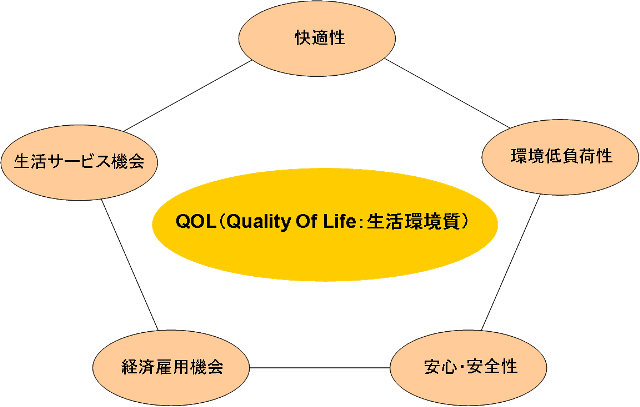 快適性
生活サービス機会
環境低負荷性
QOL（Quality Of Life：生活環境質）
経済雇用機会
安心・安全性